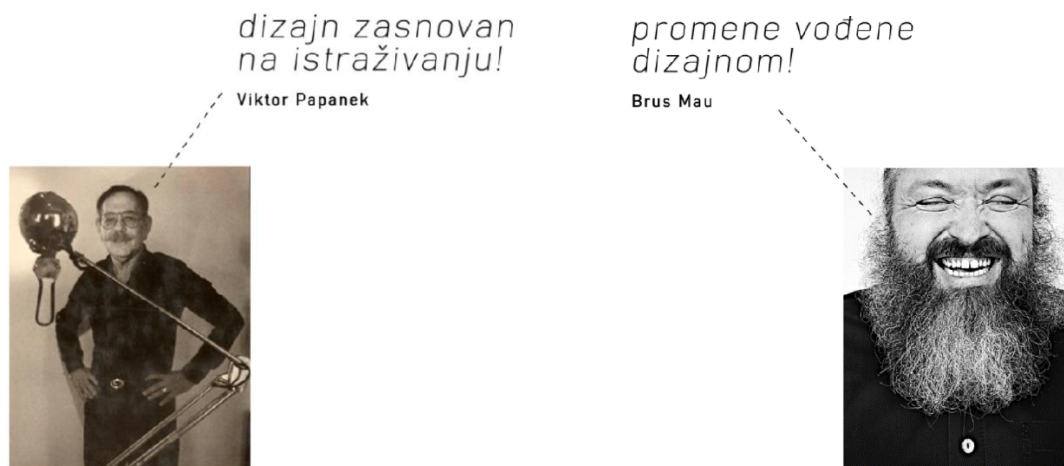 dizajn zasnovan
na istraživanju!
Viktor Papanek
promene vođene
dizajnom!
Brus Mau